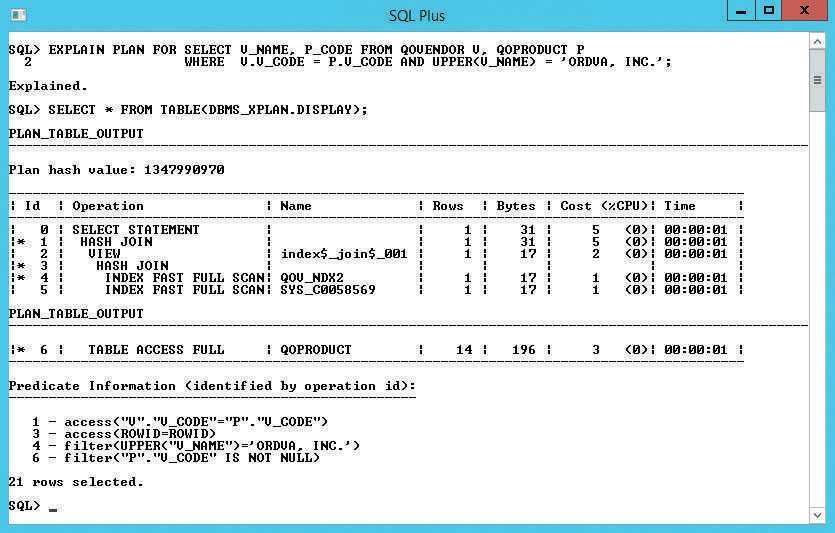 SQL Plus
SQL> EXPLAIN PLAN FOR SELECT V_NAME, P_CODE FROM QOVENDOR V, QOPRODUCT P
  2                   WHERE  V.V_CODE = P.V_CODE AND UPPER(V_NAME) = 'ORDVA, INC.';
Explained.
SQL> SELECT * FROM TABLE(DBMS_XPLAN.DISPLAY);
PLAN_TABLE_OUTPUT
Plan hash value: 1347990970
| Id  | Operation                | Name              | Rows  | Bytes | Cost (%CPU)| Time     |
|   0 | SELECT STATEMENT         |                   |     1 |    31 |     5   (0)| 00:00:01 |
|*  1 |  HASH JOIN               |                   |     1 |    31 |     5   (0)| 00:00:01 |
|   2 |   VIEW                   | index$_join$_001  |     1 |    17 |     2   (0)| 00:00:01 |
|*  3 |    HASH JOIN             |                   |       |       |            |          |
|*  4 |     INDEX FAST FULL SCAN| QOV_NDX2          |     1 |    17 |     1   (0)| 00:00:01 |
|   5 |     INDEX FAST FULL SCAN| SYS_C0058569      |     1 |    17 |     1   (0)| 00:00:01 |
PLAN_TABLE_OUTPUT
|*  6 |   TABLE ACCESS FULL      | QOPRODUCT         |    14 |   196 |     3   (0)| 00:00:01 |
Predicate Information (identified by operation id):
   1 - access("V"."V_CODE"="P"."V_CODE")
   3 - access(ROWID=ROWID)
   4 - filter(UPPER("V_NAME")='ORDVA, INC.')
   6 - filter("P"."V_CODE" IS NOT NULL)
21 rows selected.
SQL> _